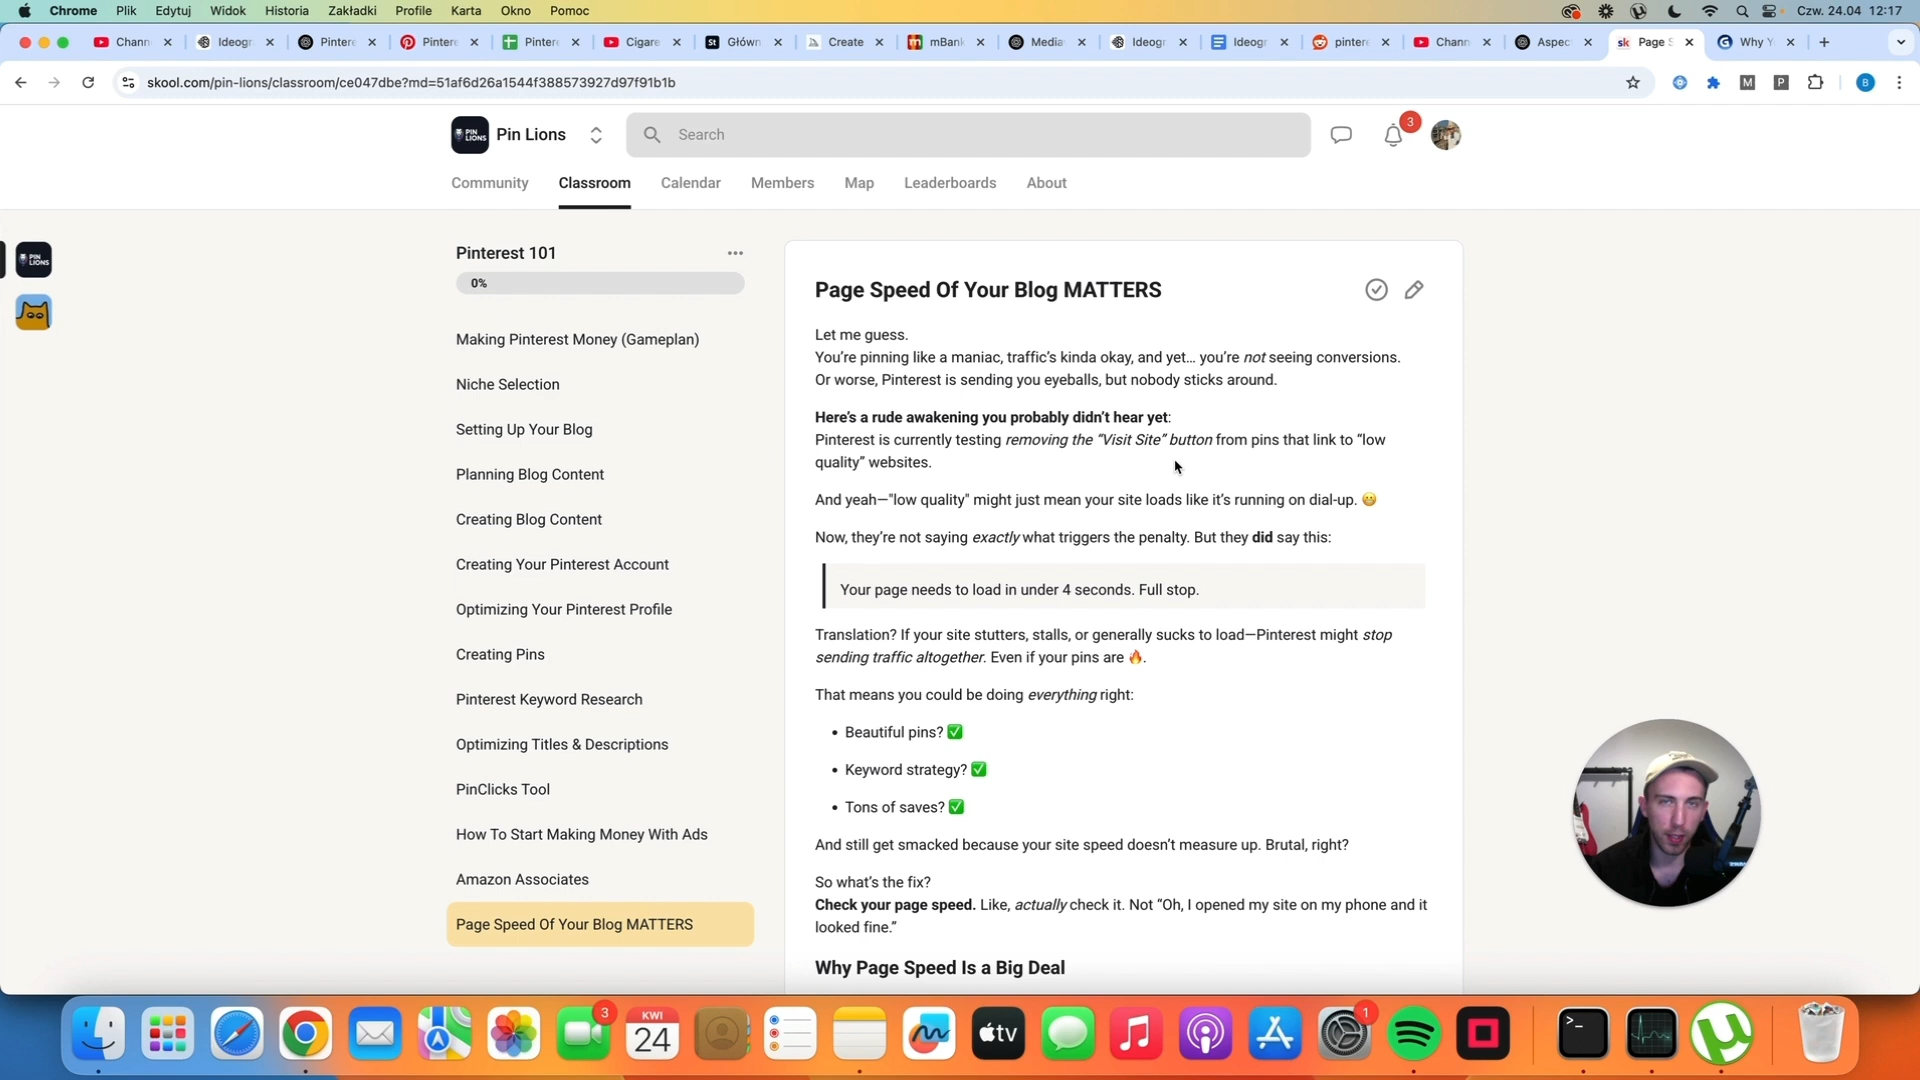 Chrome Plik Edytuj Widok Historia Zakładki Profile Karta Okno Pomoc Czw. 24.04 12:17
Chann Ideogr Pintere Pintere Pintere Cigare Główn Create mBank Media Ideogr Ideogr pintere Chann Aspec Page S Why Y
skool.com/pin-lions/classroom/ce047dbe?md=51af6d26a1544f388573927d97f91b1b
PIN LIONS Pin Lions Search 3
Community Classroom Calendar Members Map Leaderboards About
PIN LIONS
Pinterest 101
0%
Making Pinterest Money (Gameplan)
Niche Selection
Setting Up Your Blog
Planning Blog Content
Creating Blog Content
Creating Your Pinterest Account
Optimizing Your Pinterest Profile
Creating Pins
Pinterest Keyword Research
Optimizing Titles & Descriptions
PinClicks Tool
How To Start Making Money With Ads
Amazon Associates
Page Speed Of Your Blog MATTERS
Page Speed Of Your Blog MATTERS
Let me guess.
You’re pinning like a maniac, traffic’s kinda okay, and yet… you’re not seeing conversions.
Or worse, Pinterest is sending you eyeballs, but nobody sticks around.
Here’s a rude awakening you probably didn’t hear yet:
Pinterest is currently testing removing the “Visit Site” button from pins that link to “low
quality” websites.
And yeah—"low quality" might just mean your site loads like it’s running on dial-up. 😬
Now, they’re not saying exactly what triggers the penalty. But they did say this:
Your page needs to load in under 4 seconds. Full stop.
Translation? If your site stutters, stalls, or generally sucks to load—Pinterest might stop
sending traffic altogether. Even if your pins are 🔥.
That means you could be doing everything right:
• Beautiful pins? ✅
• Keyword strategy? ✅
• Tons of saves? ✅
And still get smacked because your site speed doesn’t measure up. Brutal, right?
So what’s the fix?
Check your page speed. Like, actually check it. Not “Oh, I opened my site on my phone and it
looked fine.”
Why Page Speed Is a Big Deal
3 KWI 24 tv 1